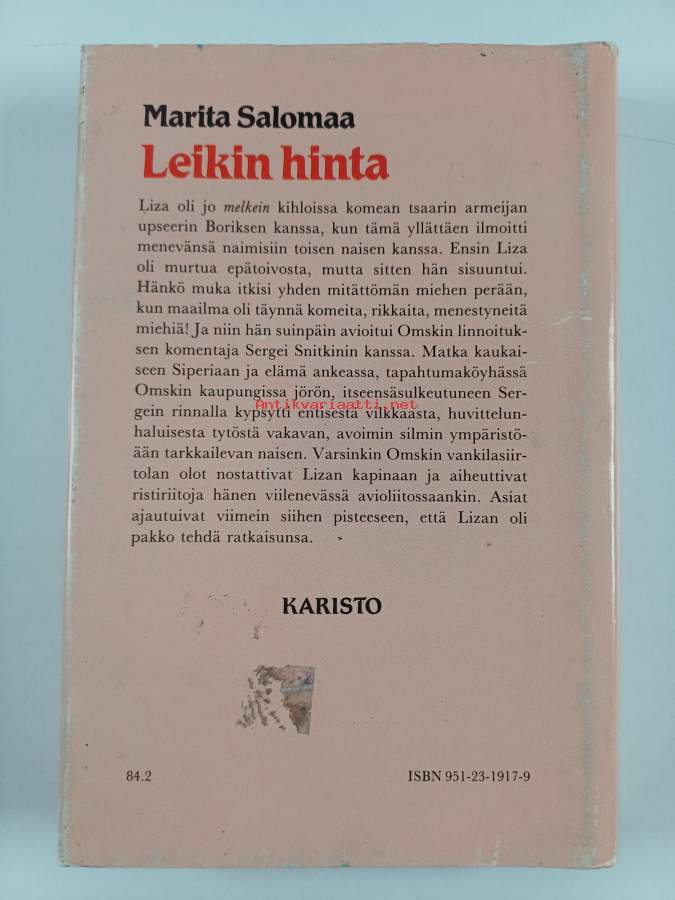 Marita Salomaa
Leikin hinta
Liza oli jo melkein kihloissa komean tsaarin armeijan
upseerin Boriksen kanssa, kun tämä yllättäen ilmoitti
menevänsä naimisiin toisen naisen kanssa. Ensin Liza
oli murtua epätoivosta, mutta sitten hän sisuuntui.
Hänkö muka itkisi yhden mitättömän miehen perään,
kun maailma oli täynnä komeita, rikkaita, menestyneitä
miehiä! Ja niin hän suinpäin avioitui Omskin linnoituk-
sen komentaja Sergei Snitkinin kanssa. Matka kaukai-
seen Siperiaan ja elämä ankeassa, tapahtumaköyhässä
Omskin kaupungissa jörön, itseensäsulkeutuneen Ser-
gein rinnalla kypsytti entisestä vilkkaasta, huvittelun-
haluisesta tytöstä vakavan, avoimin silmin ympäristö-
ään tarkkailevan naisen. Varsinkin Omskin vankilasiir-
tolan olot nostattivat Lizan kapinaan ja aiheuttivat
ristiriitoja hänen viilenevässä avioliitossaankin. Asiat
ajautuivat viimein siihen pisteeseen, että Lizan oli
pakko tehdä ratkaisunsa.
Antikvariaatti.net
KARISTO
84.2
ISBN 951-23-1917-9